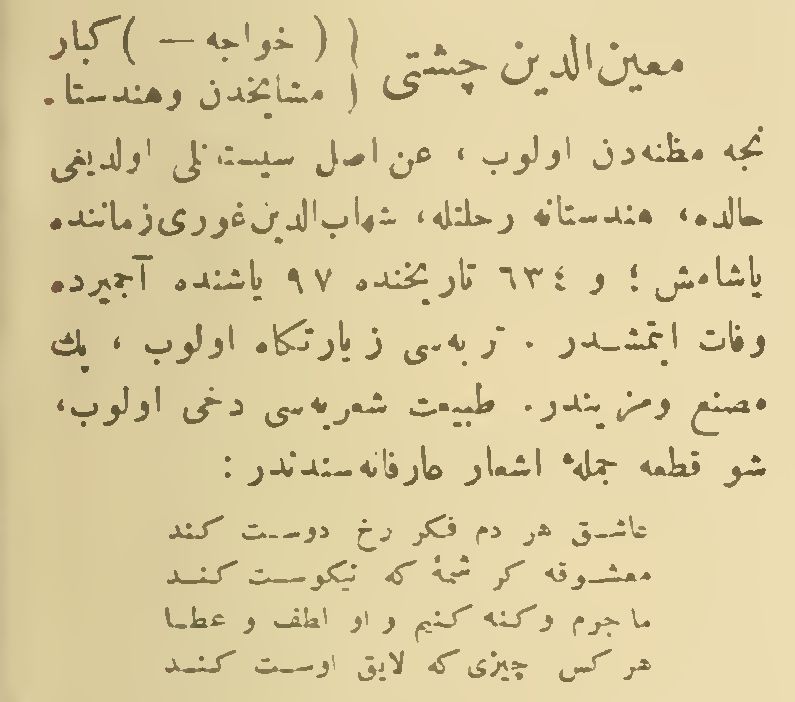 معین‌الدین چشتی { ( خواجه — ) کبار
مشایخدن وهندستا-
نجه مظنه‌دن اولوب ، عن اصل سیستانلی اولدیغی
حالده، هندستانه رحلتله، شهاب‌الدین غوری زماننده
یاشامش ؛ و ٦٣٤ تاریخنده ٩٧ یاشنده آجمیرده
وفات ایتمشدر . تربه‌سی زیارتکاه اولوب ، پك
مصنع ومزیندر. طبیعت شعریه‌سی دخی اولوب،
شو قطعه جملهٔ اشعار عارفانه‌سندندر :
عاشق هر دم فکر رخ دوست کند
معشوقه کرشمهٔ که نیکوست کند
ما جرم وکنه کنیم و او لطف و عطا
هر کس چیزی که لایق اوست کند